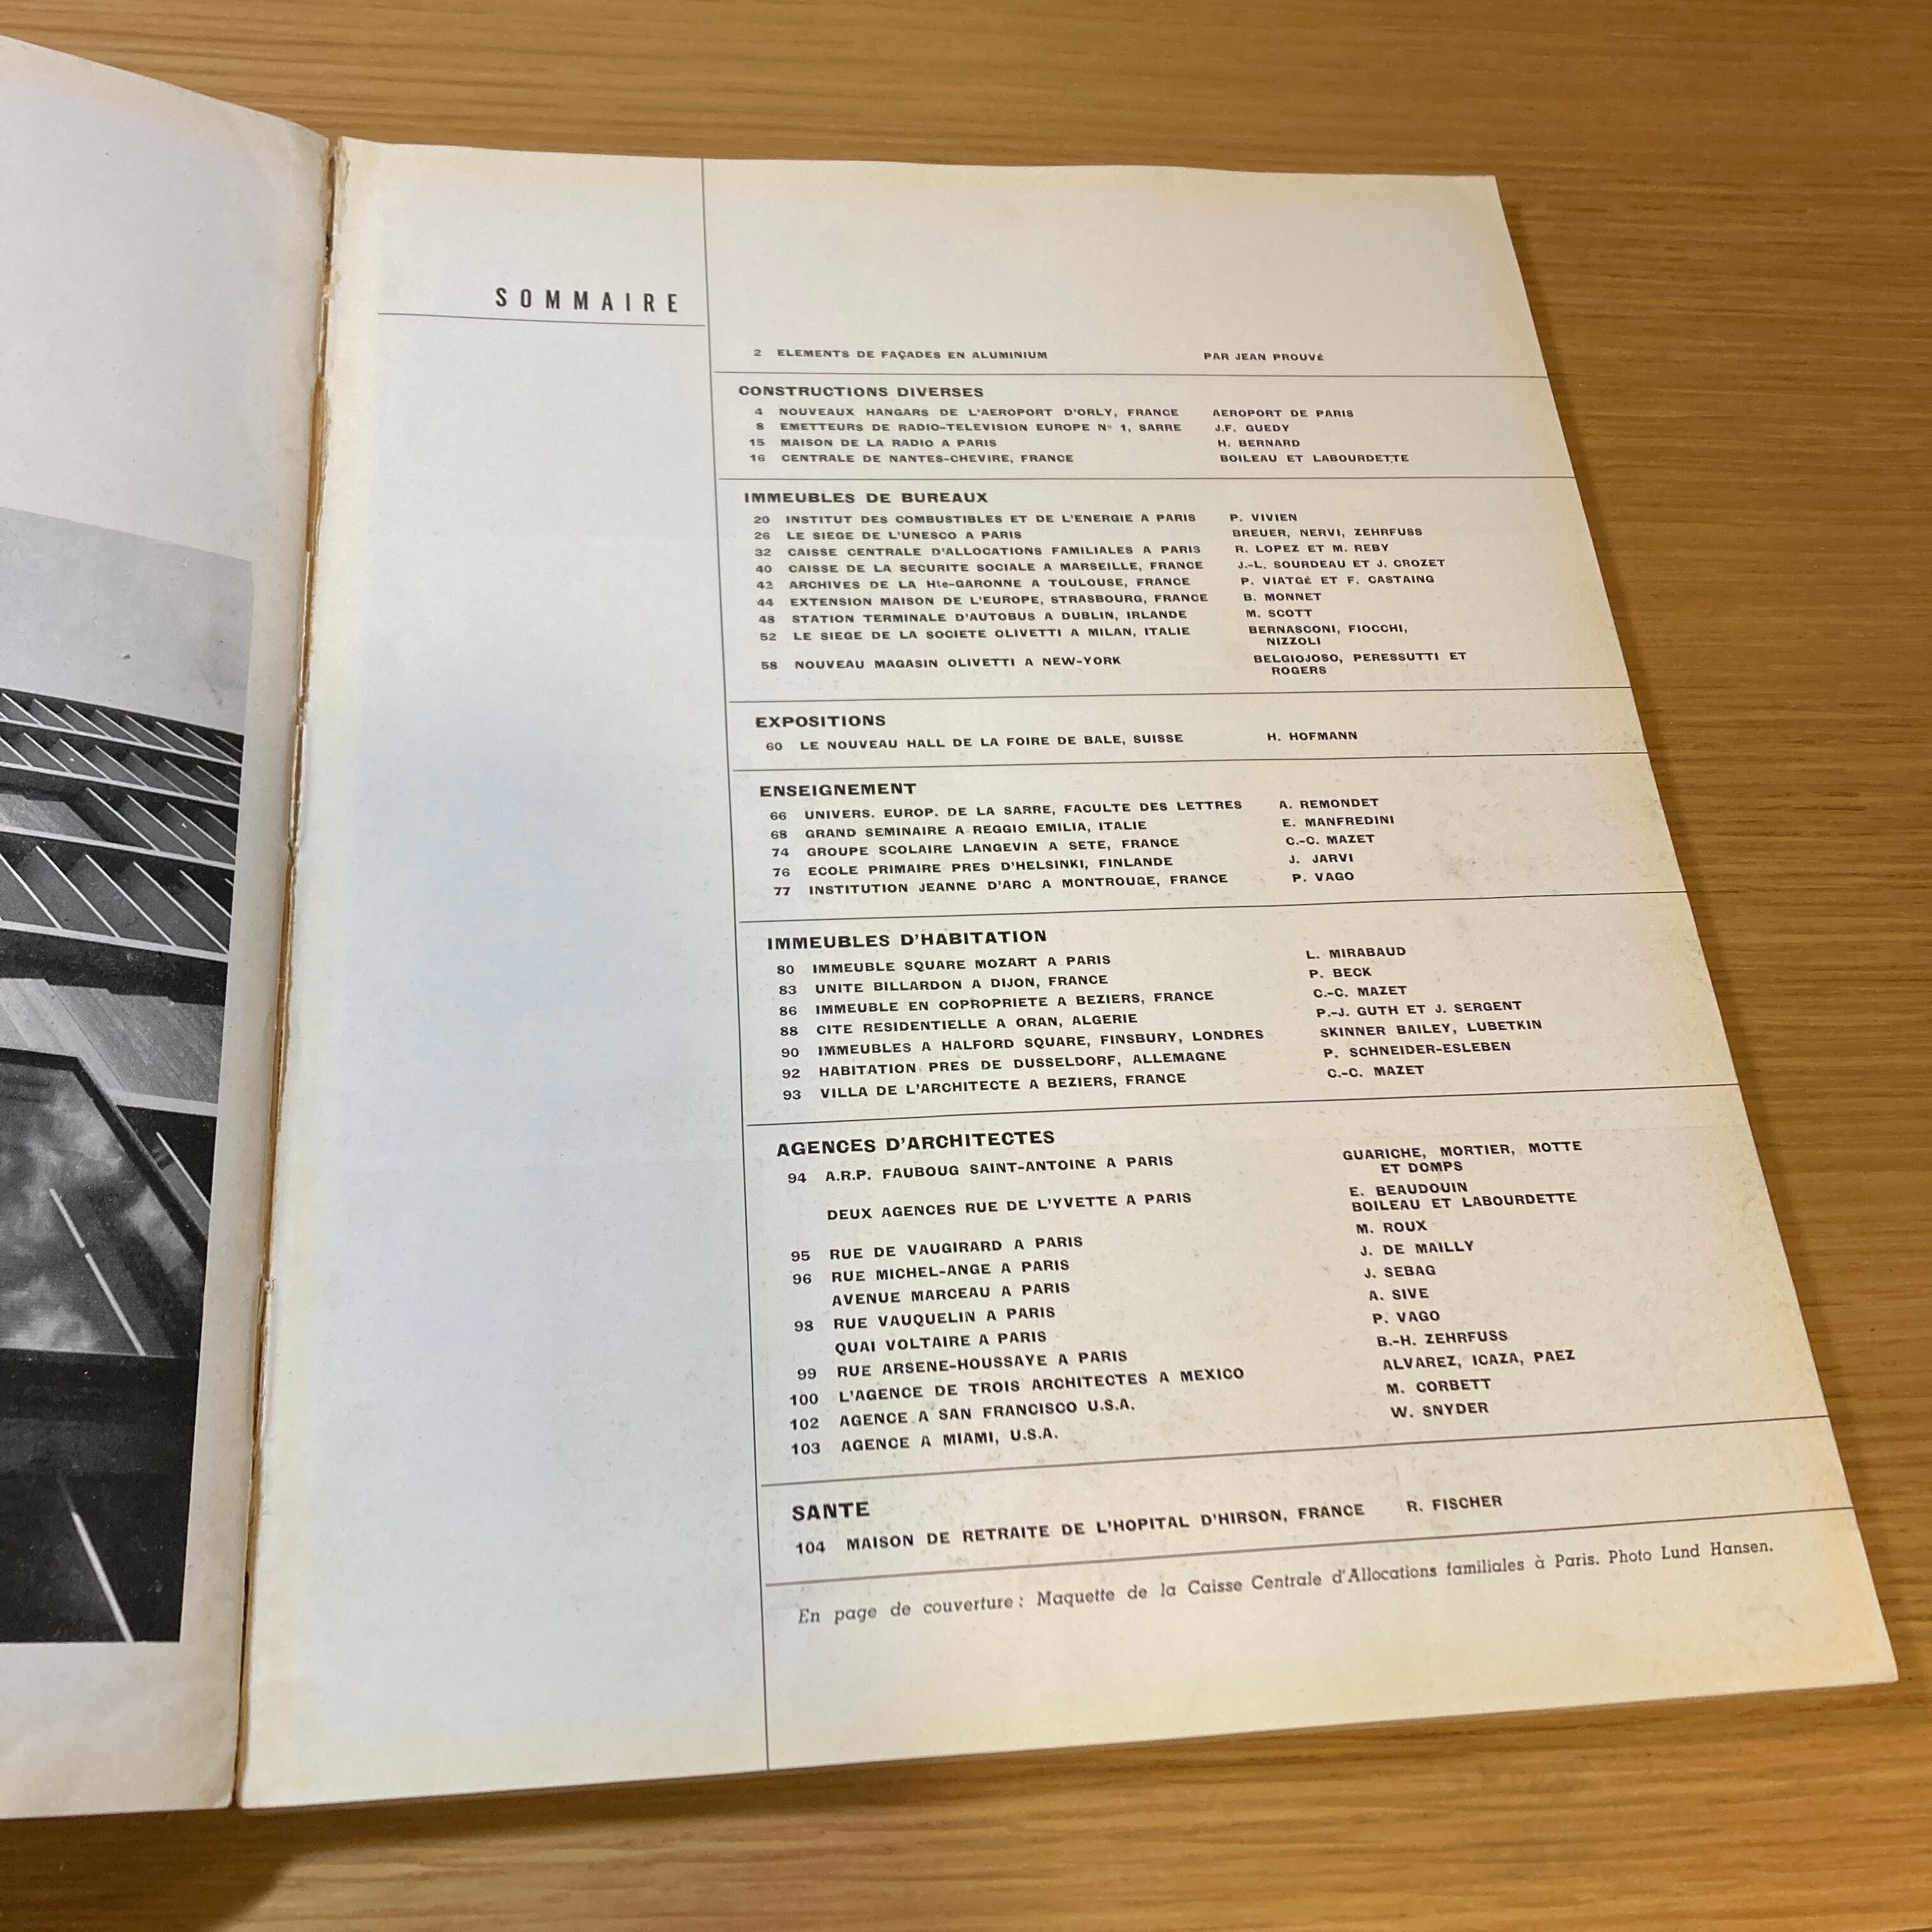 SOMMAIRE
2 ELEMENTS DE FAÇADES EN ALUMINIUM PAR JEAN PROUVÉ
CONSTRUCTIONS DIVERSES
4 NOUVEAUX HANGARS DE L'AEROPORT D'ORLY, FRANCE AEROPORT DE PARIS
8 EMETTEURS DE RADIO-TELEVISION EUROPE N° 1, SARRE J.F. GUEDY
15 MAISON DE LA RADIO A PARIS H. BERNARD
16 CENTRALE DE NANTES-CHEVIRE, FRANCE BOILEAU ET LABOURDETTE
IMMEUBLES DE BUREAUX
20 INSTITUT DES COMBUSTIBLES ET DE L'ENERGIE A PARIS P. VIVIEN
26 LE SIEGE DE L'UNESCO A PARIS BREUER, NERVI, ZEHRFUSS
32 CAISSE CENTRALE D'ALLOCATIONS FAMILIALES A PARIS R. LOPEZ ET M. REBY
40 CAISSE DE LA SECURITE SOCIALE A MARSEILLE, FRANCE J.-L. SOURDEAU ET J. CROZET
42 ARCHIVES DE LA Hte-GARONNE A TOULOUSE, FRANCE P. VIATGÉ ET F. CASTAING
44 EXTENSION MAISON DE L'EUROPE, STRASBOURG, FRANCE B. MONNET
48 STATION TERMINALE D'AUTOBUS A DUBLIN, IRLANDE M. SCOTT
52 LE SIEGE DE LA SOCIETE OLIVETTI A MILAN, ITALIE BERNASCONI, FIOCCHI,
NIZZOLI
58 NOUVEAU MAGASIN OLIVETTI A NEW-YORK BELGIOJOSO, PERESSUTTI ET
ROGERS
EXPOSITIONS
60 LE NOUVEAU HALL DE LA FOIRE DE BALE, SUISSE H. HOFMANN
ENSEIGNEMENT
66 UNIVERS. EUROP. DE LA SARRE, FACULTE DES LETTRES A. REMONDET
68 GRAND SEMINAIRE A REGGIO EMILIA, ITALIE E. MANFREDINI
74 GROUPE SCOLAIRE LANGEVIN A SETE, FRANCE C.-C. MAZET
76 ECOLE PRIMAIRE PRES D'HELSINKI, FINLANDE J. JARVI
77 INSTITUTION JEANNE D'ARC A MONTROUGE, FRANCE P. VAGO
IMMEUBLES D'HABITATION
80 IMMEUBLE SQUARE MOZART A PARIS L. MIRABAUD
83 UNITE BILLARDON A DIJON, FRANCE P. BECK
86 IMMEUBLE EN COPROPRIETE A BEZIERS, FRANCE C.-C. MAZET
88 CITE RESIDENTIELLE A ORAN, ALGERIE P.-J. GUTH ET J. SERGENT
90 IMMEUBLES A HALFORD SQUARE, FINSBURY, LONDRES SKINNER BAILEY, LUBETKIN
92 HABITATION PRES DE DUSSELDORF, ALLEMAGNE P. SCHNEIDER-ESLEBEN
93 VILLA DE L'ARCHITECTE A BEZIERS, FRANCE C.-C. MAZET
AGENCES D'ARCHITECTES
94 A.R.P. FAUBOUG SAINT-ANTOINE A PARIS GUARICHE, MORTIER, MOTTE
ET DOMPS
DEUX AGENCES RUE DE L'YVETTE A PARIS E. BEAUDOUIN
BOILEAU ET LABOURDETTE
95 RUE DE VAUGIRARD A PARIS M. ROUX
96 RUE MICHEL-ANGE A PARIS J. DE MAILLY
AVENUE MARCEAU A PARIS J. SEBAG
98 RUE VAUQUELIN A PARIS A. SIVE
QUAI VOLTAIRE A PARIS P. VAGO
99 RUE ARSENE-HOUSSAYE A PARIS B.-H. ZEHRFUSS
100 L'AGENCE DE TROIS ARCHITECTES A MEXICO ALVAREZ, ICAZA, PAEZ
102 AGENCE A SAN FRANCISCO U.S.A. M. CORBETT
103 AGENCE A MIAMI, U.S.A. W. SNYDER
SANTE
104 MAISON DE RETRAITE DE L'HOPITAL D'HIRSON, FRANCE R. FISCHER
En page de couverture : Maquette de la Caisse Centrale d'Allocations familiales à Paris. Photo Lund Hansen.